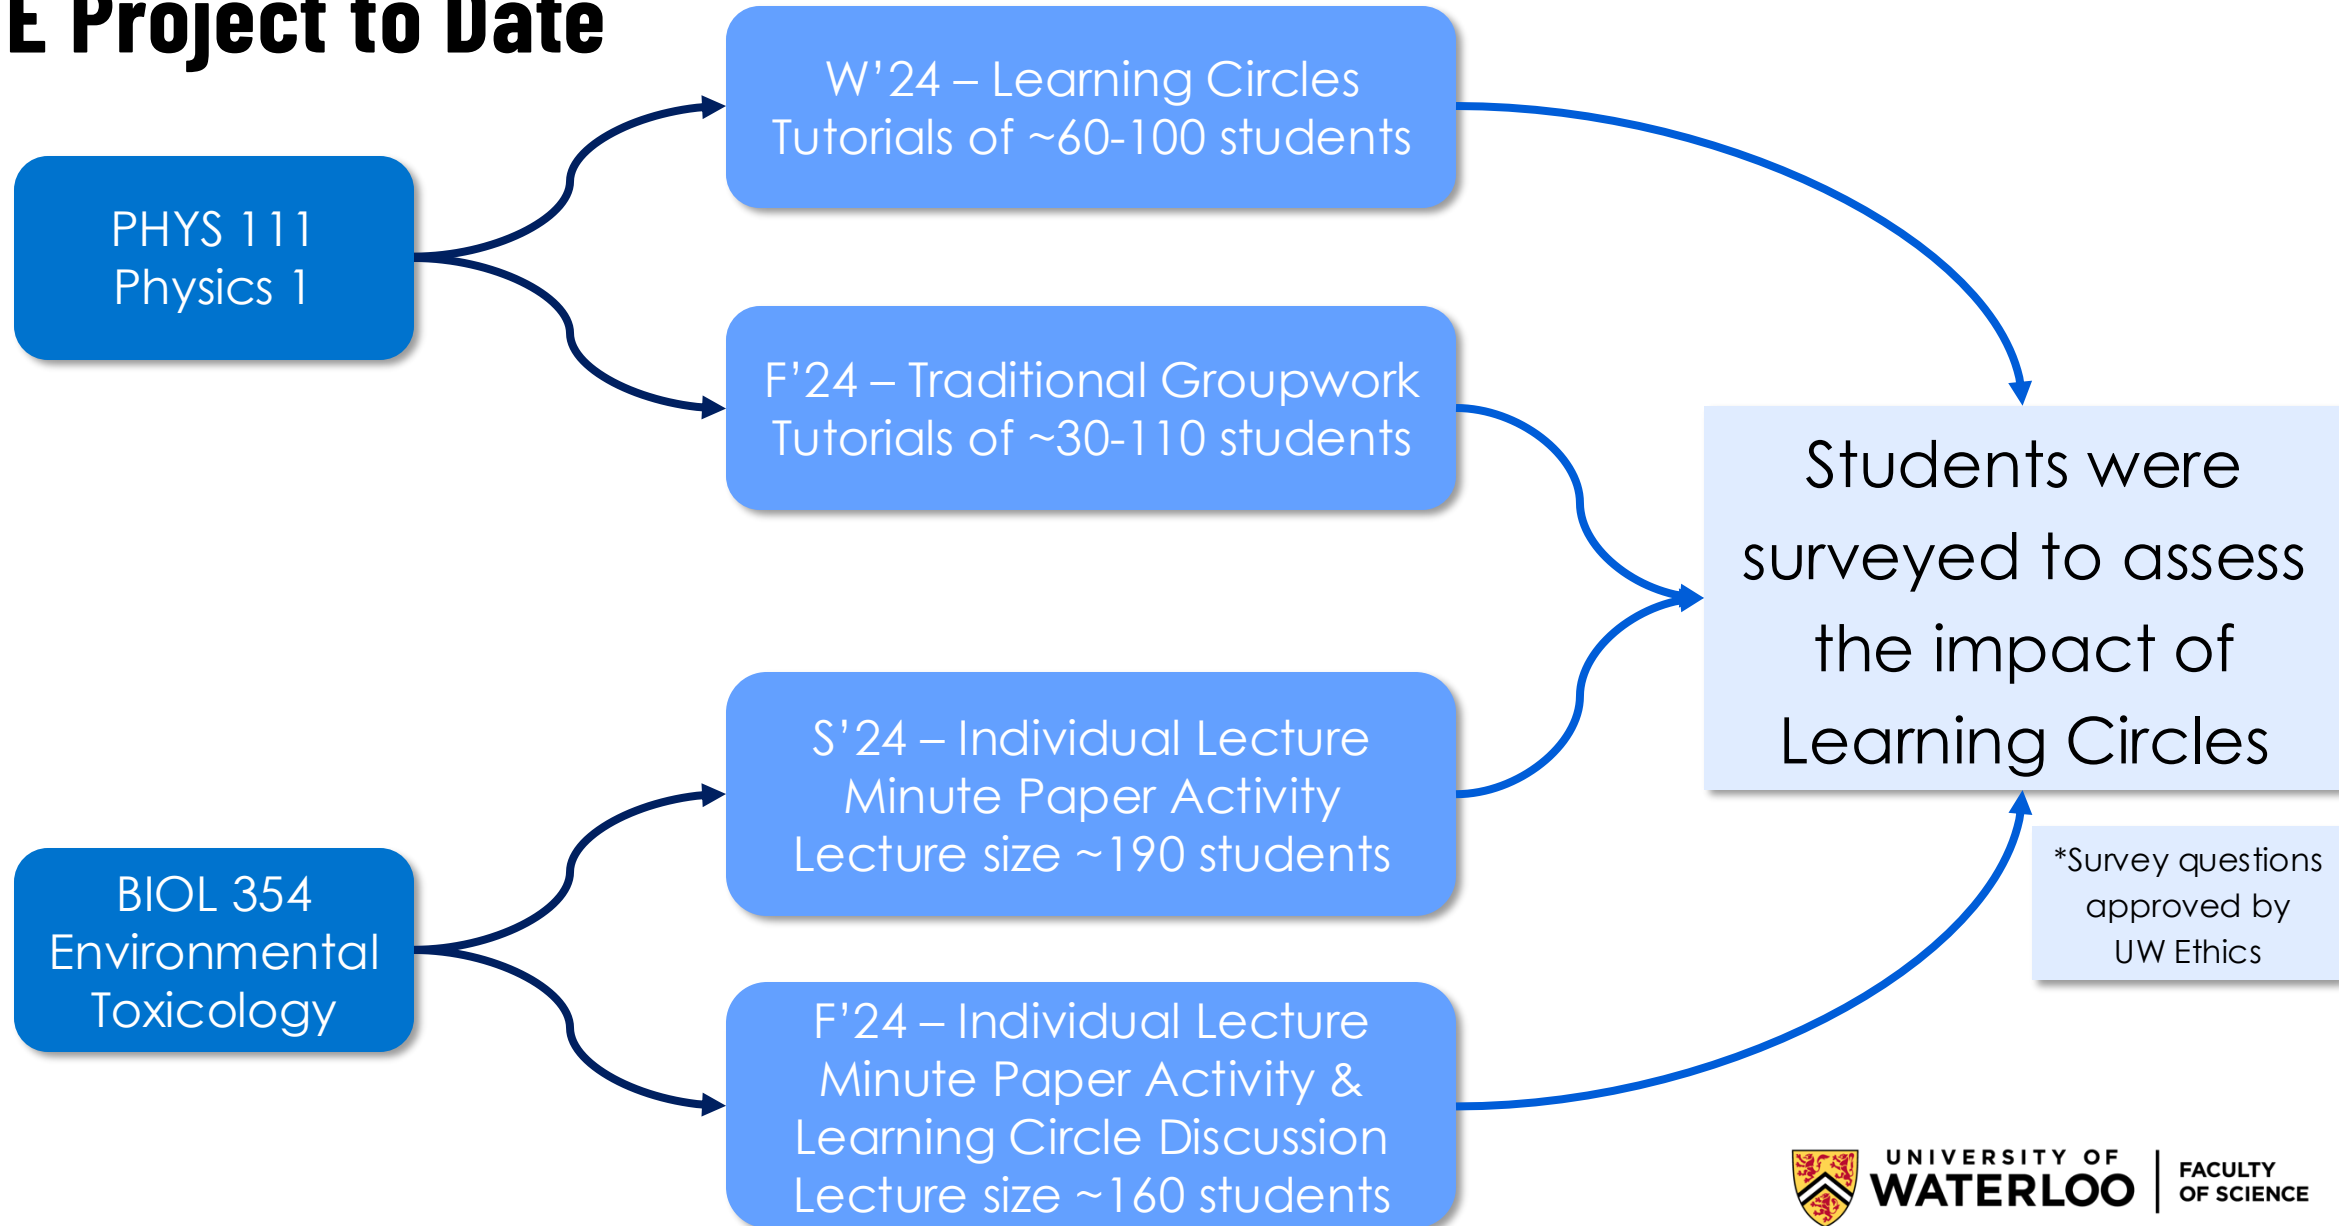 E Project to Date
PHYS 111
Physics 1
W’24 – Learning Circles
Tutorials of ~60-100 students
F’24 – Traditional Groupwork
Tutorials of ~30-110 students
BIOL 354
Environmental
Toxicology
S’24 – Individual Lecture
Minute Paper Activity
Lecture size ~190 students
F’24 – Individual Lecture
Minute Paper Activity &
Learning Circle Discussion
Lecture size ~160 students
Students were
surveyed to assess
the impact of
Learning Circles
*Survey questions
approved by
UW Ethics
UNIVERSITY OF
WATERLOO
FACULTY
OF SCIENCE